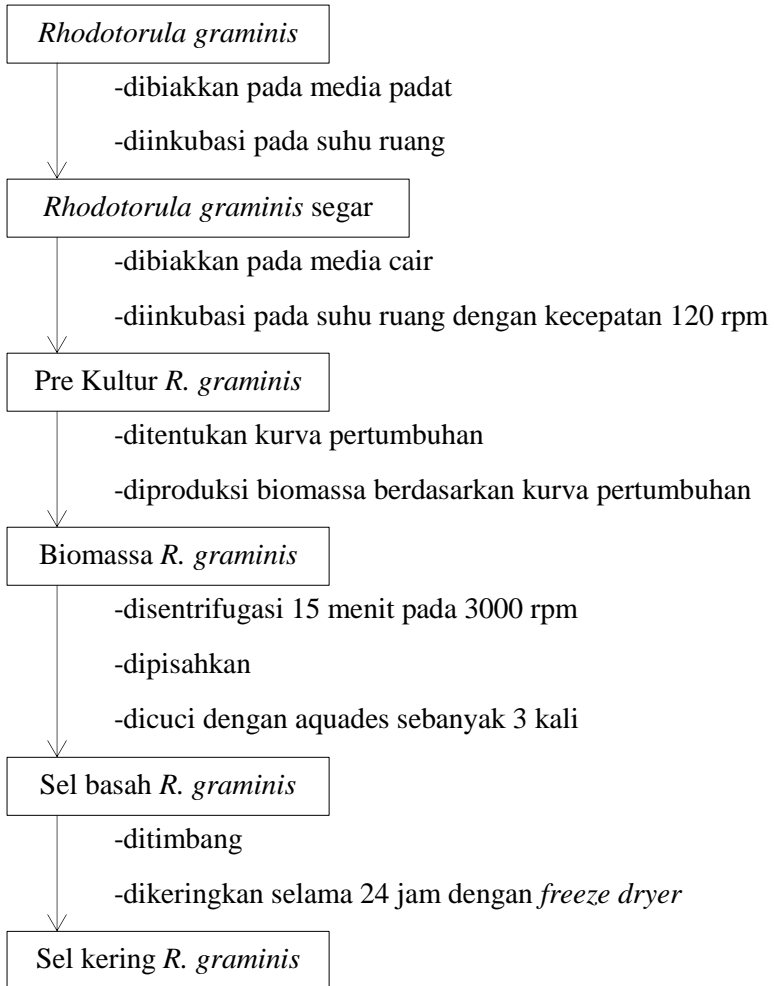 Rhodotorula graminis
-dibiakkan pada media padat
-diinkubasi pada suhu ruang
Rhodotorula graminis segar
-dibiakkan pada media cair
-diinkubasi pada suhu ruang dengan kecepatan 120 rpm
Pre Kultur R. graminis
-ditentukan kurva pertumbuhan
-diproduksi biomassa berdasarkan kurva pertumbuhan
Biomassa R. graminis
-disentrifugasi 15 menit pada 3000 rpm
-dipisahkan
-dicuci dengan aquades sebanyak 3 kali
Sel basah R. graminis
-ditimbang
-dikeringkan selama 24 jam dengan freeze dryer
Sel kering R. graminis